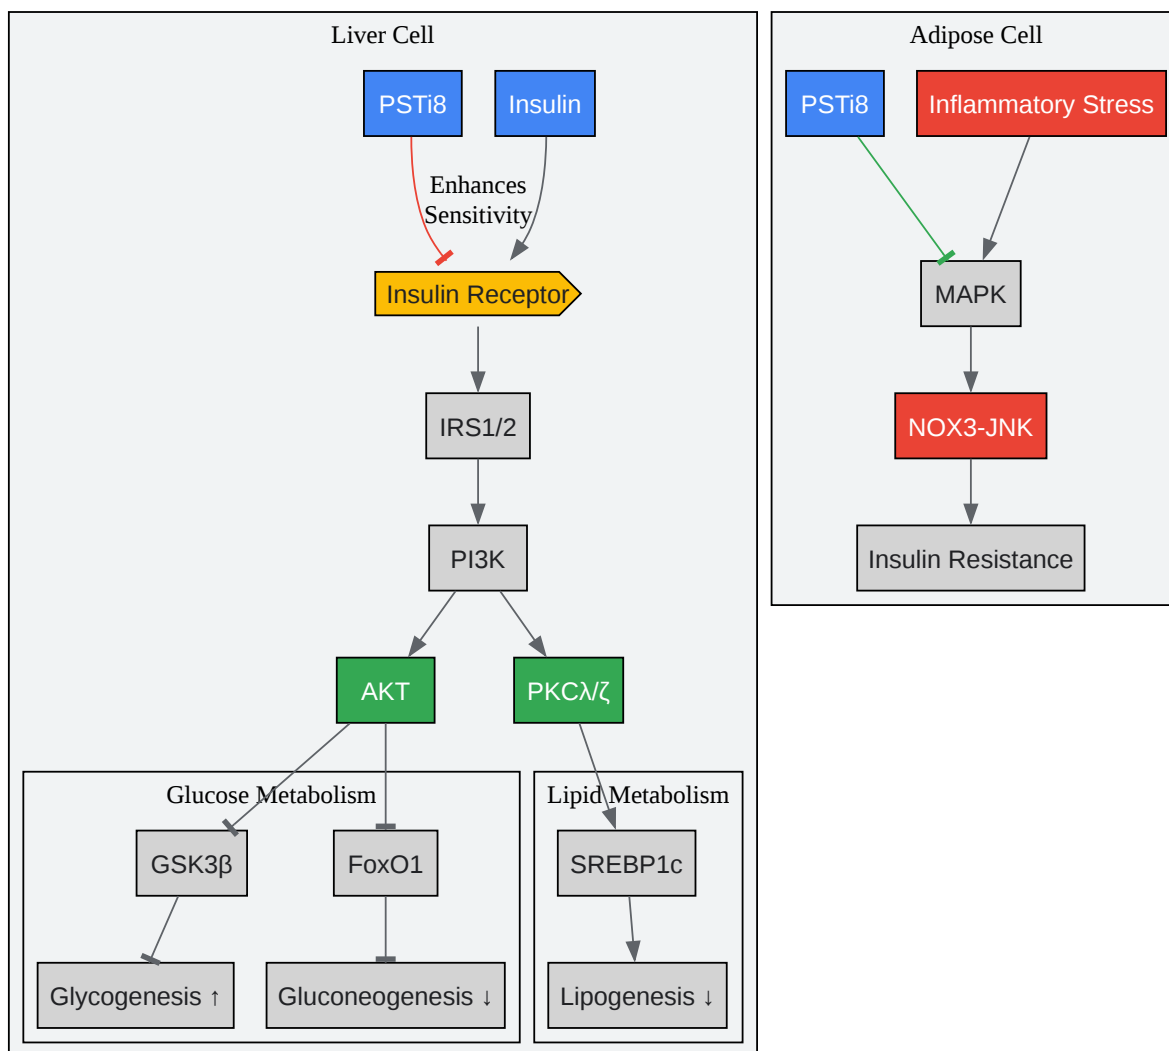 Liver Cell
PSTi8
Insulin
Enhances
Sensitivity
Insulin Receptor
IRS1/2
PI3K
AKT
PKCλ/ζ
Glucose Metabolism
GSK3β
FoxO1
Glycogenesis ↑
Gluconeogenesis ↓
Lipid Metabolism
SREBP1c
Lipogenesis ↓
Adipose Cell
PSTi8
Inflammatory Stress
MAPK
NOX3-JNK
Insulin Resistance